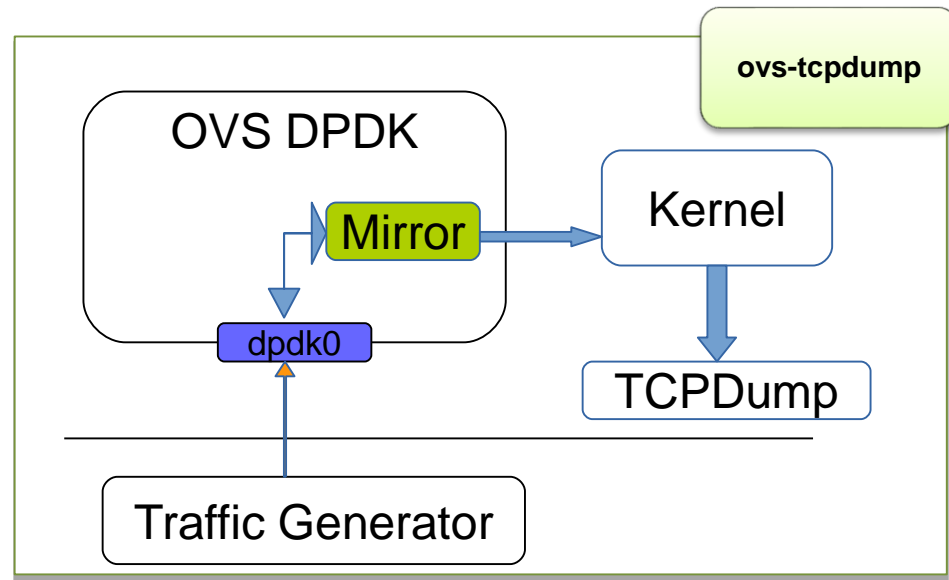 ovs-tcpdump
OVS DPDK
Mirror
Kernel
dpdk0
TCPDump
Traffic Generator